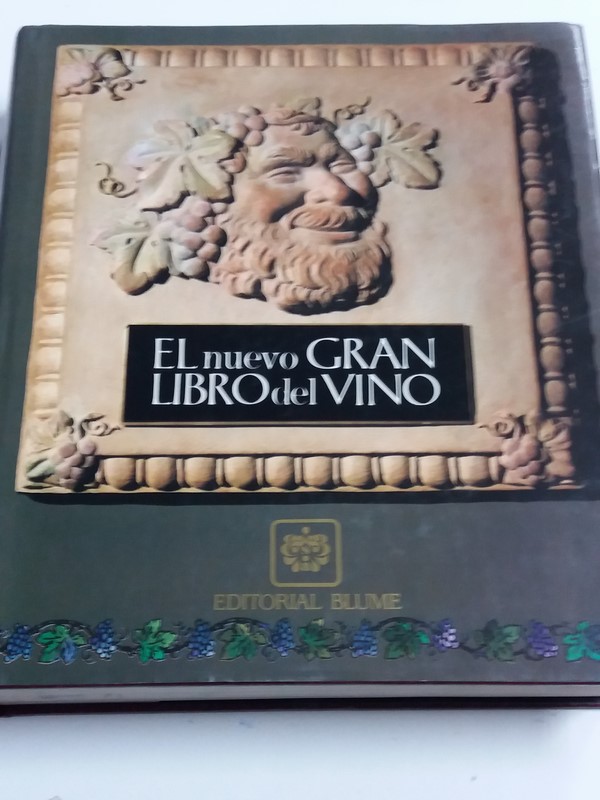 EL nuevo GRAN
LIBRO del VINO
EDITORIAL BLUME